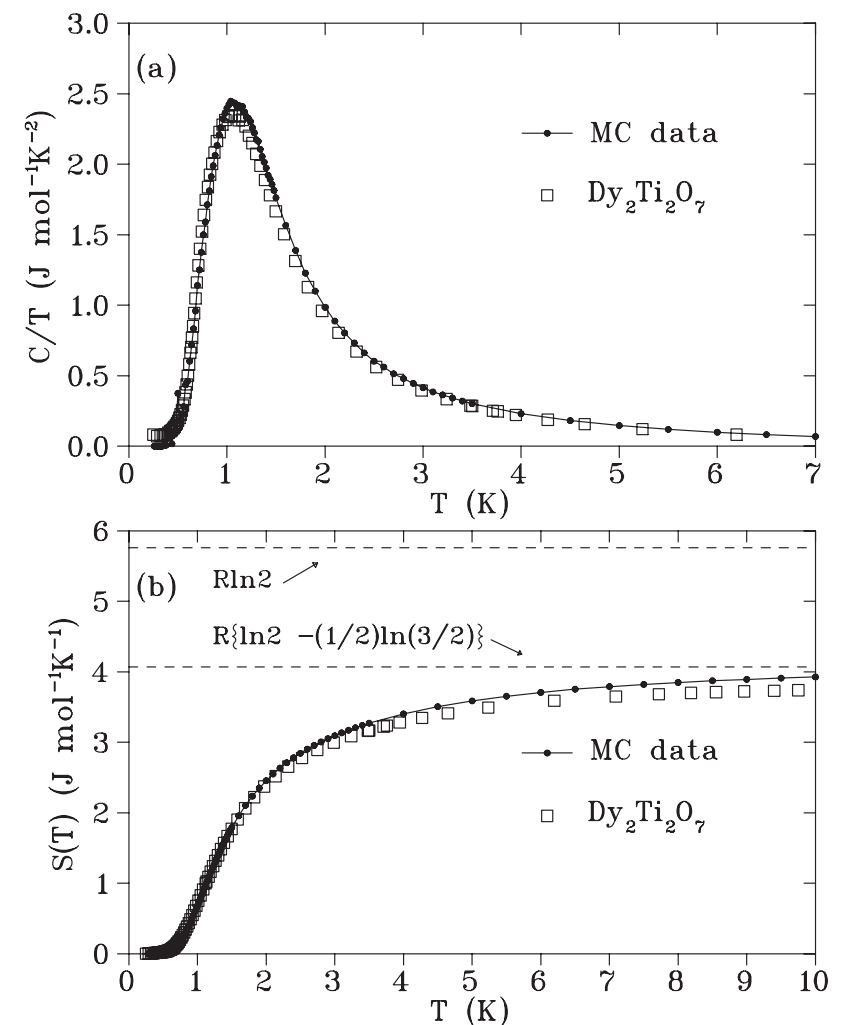 3.0
(a)
2.5
MC data
2.0
Dy₂Ti₂O₇
1.5
C/T (J mol⁻¹K⁻²)
1.0
0.5
0.0
0 1 2 3 4 5 6 7
T (K)
6
(b)
Rln2
5
R{ln2 -(1/2)ln(3/2)}
4
S(T) (J mol⁻¹K⁻¹)
3
MC data
2
Dy₂Ti₂O₇
1
0
0 1 2 3 4 5 6 7 8 9 10
T (K)